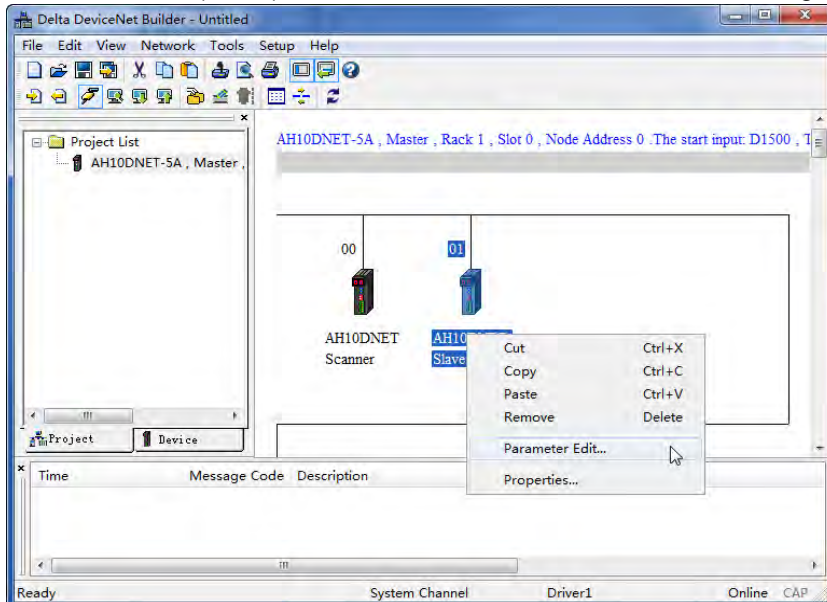 Delta DeviceNet Builder - Untitled
File Edit View Network Tools Setup Help
Project List
AH10DNET-5A , Master ,
AH10DNET-5A , Master , Rack 1 , Slot 0 , Node Address 0 .The start input: D1500 , T
00
01
AH10DNET
Scanner
AH10
Slave
Cut Ctrl+X
Copy Ctrl+C
Paste Ctrl+V
Remove Delete
Parameter Edit...
Properties...
Project Device
Time Message Code Description
Ready System Channel Driver1 Online CAP